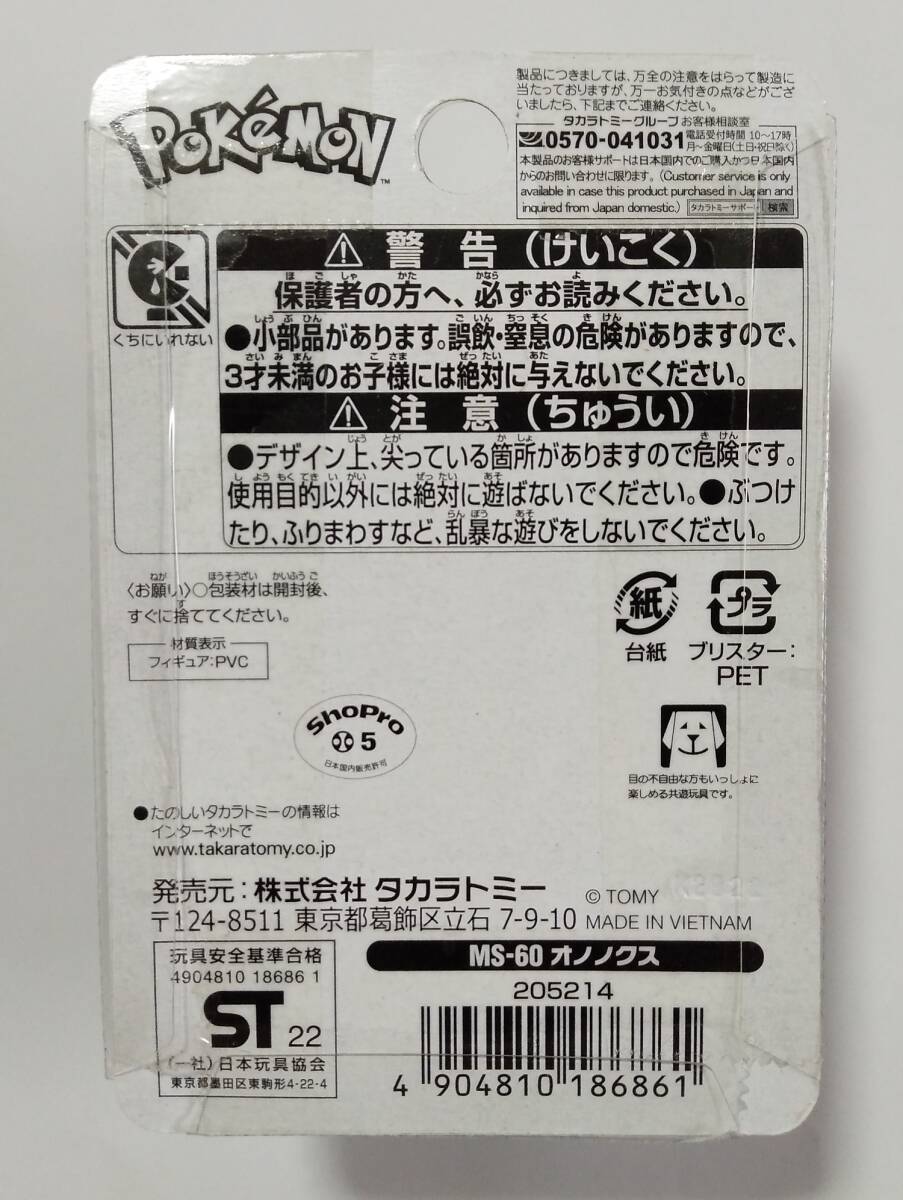 POKéMON™
製品につきましては、万全の注意をはらって製造に
当たっておりますが、万一お気付きの点などがござ
いましたら、下記までご連絡ください。
タカラトミーグループお客様相談室
0570-041031 電話受付時間 10〜17時
月〜金曜日(土日・祝日除く)
本製品のお客様サポートは日本国内でのご購入かつ日本国内
からのお問い合わせに限ります。(Customer service is only
available in case this product purchased in Japan and
inquired from Japan domestic.) タカラトミーサポート 検索
くちにいれない
⚠ 警告(けいこく)
保護者の方へ、必ずお読みください。
●小部品があります。誤飲・窒息の危険がありますので、
3才未満のお子様には絶対に与えないでください。
⚠ 注意(ちゅうい)
●デザイン上、尖っている箇所がありますので危険です。
使用目的以外には絶対に遊ばないでください。●ぶつけ
たり、ふりまわすなど、乱暴な遊びをしないでください。
〈お願い〉○包装材は開封後、
すぐに捨ててください。
材質表示
フィギュア:PVC
紙
台紙
プラ
ブリスター:
PET
ShoPro
5
日本国内販売許可
目の不自由な方もいっしょに
楽しめる共遊玩具です。
●たのしいタカラトミーの情報は
インターネットで
www.takaratomy.co.jp
発売元:株式会社 タカラトミー
〒124-8511 東京都葛飾区立石 7-9-10
© TOMY
MADE IN VIETNAM
玩具安全基準合格
4904810 18686 1
ST 22
(一社)日本玩具協会
東京都墨田区東駒形4-22-4
MS-60 オノノクス
205214
4 904810 186861